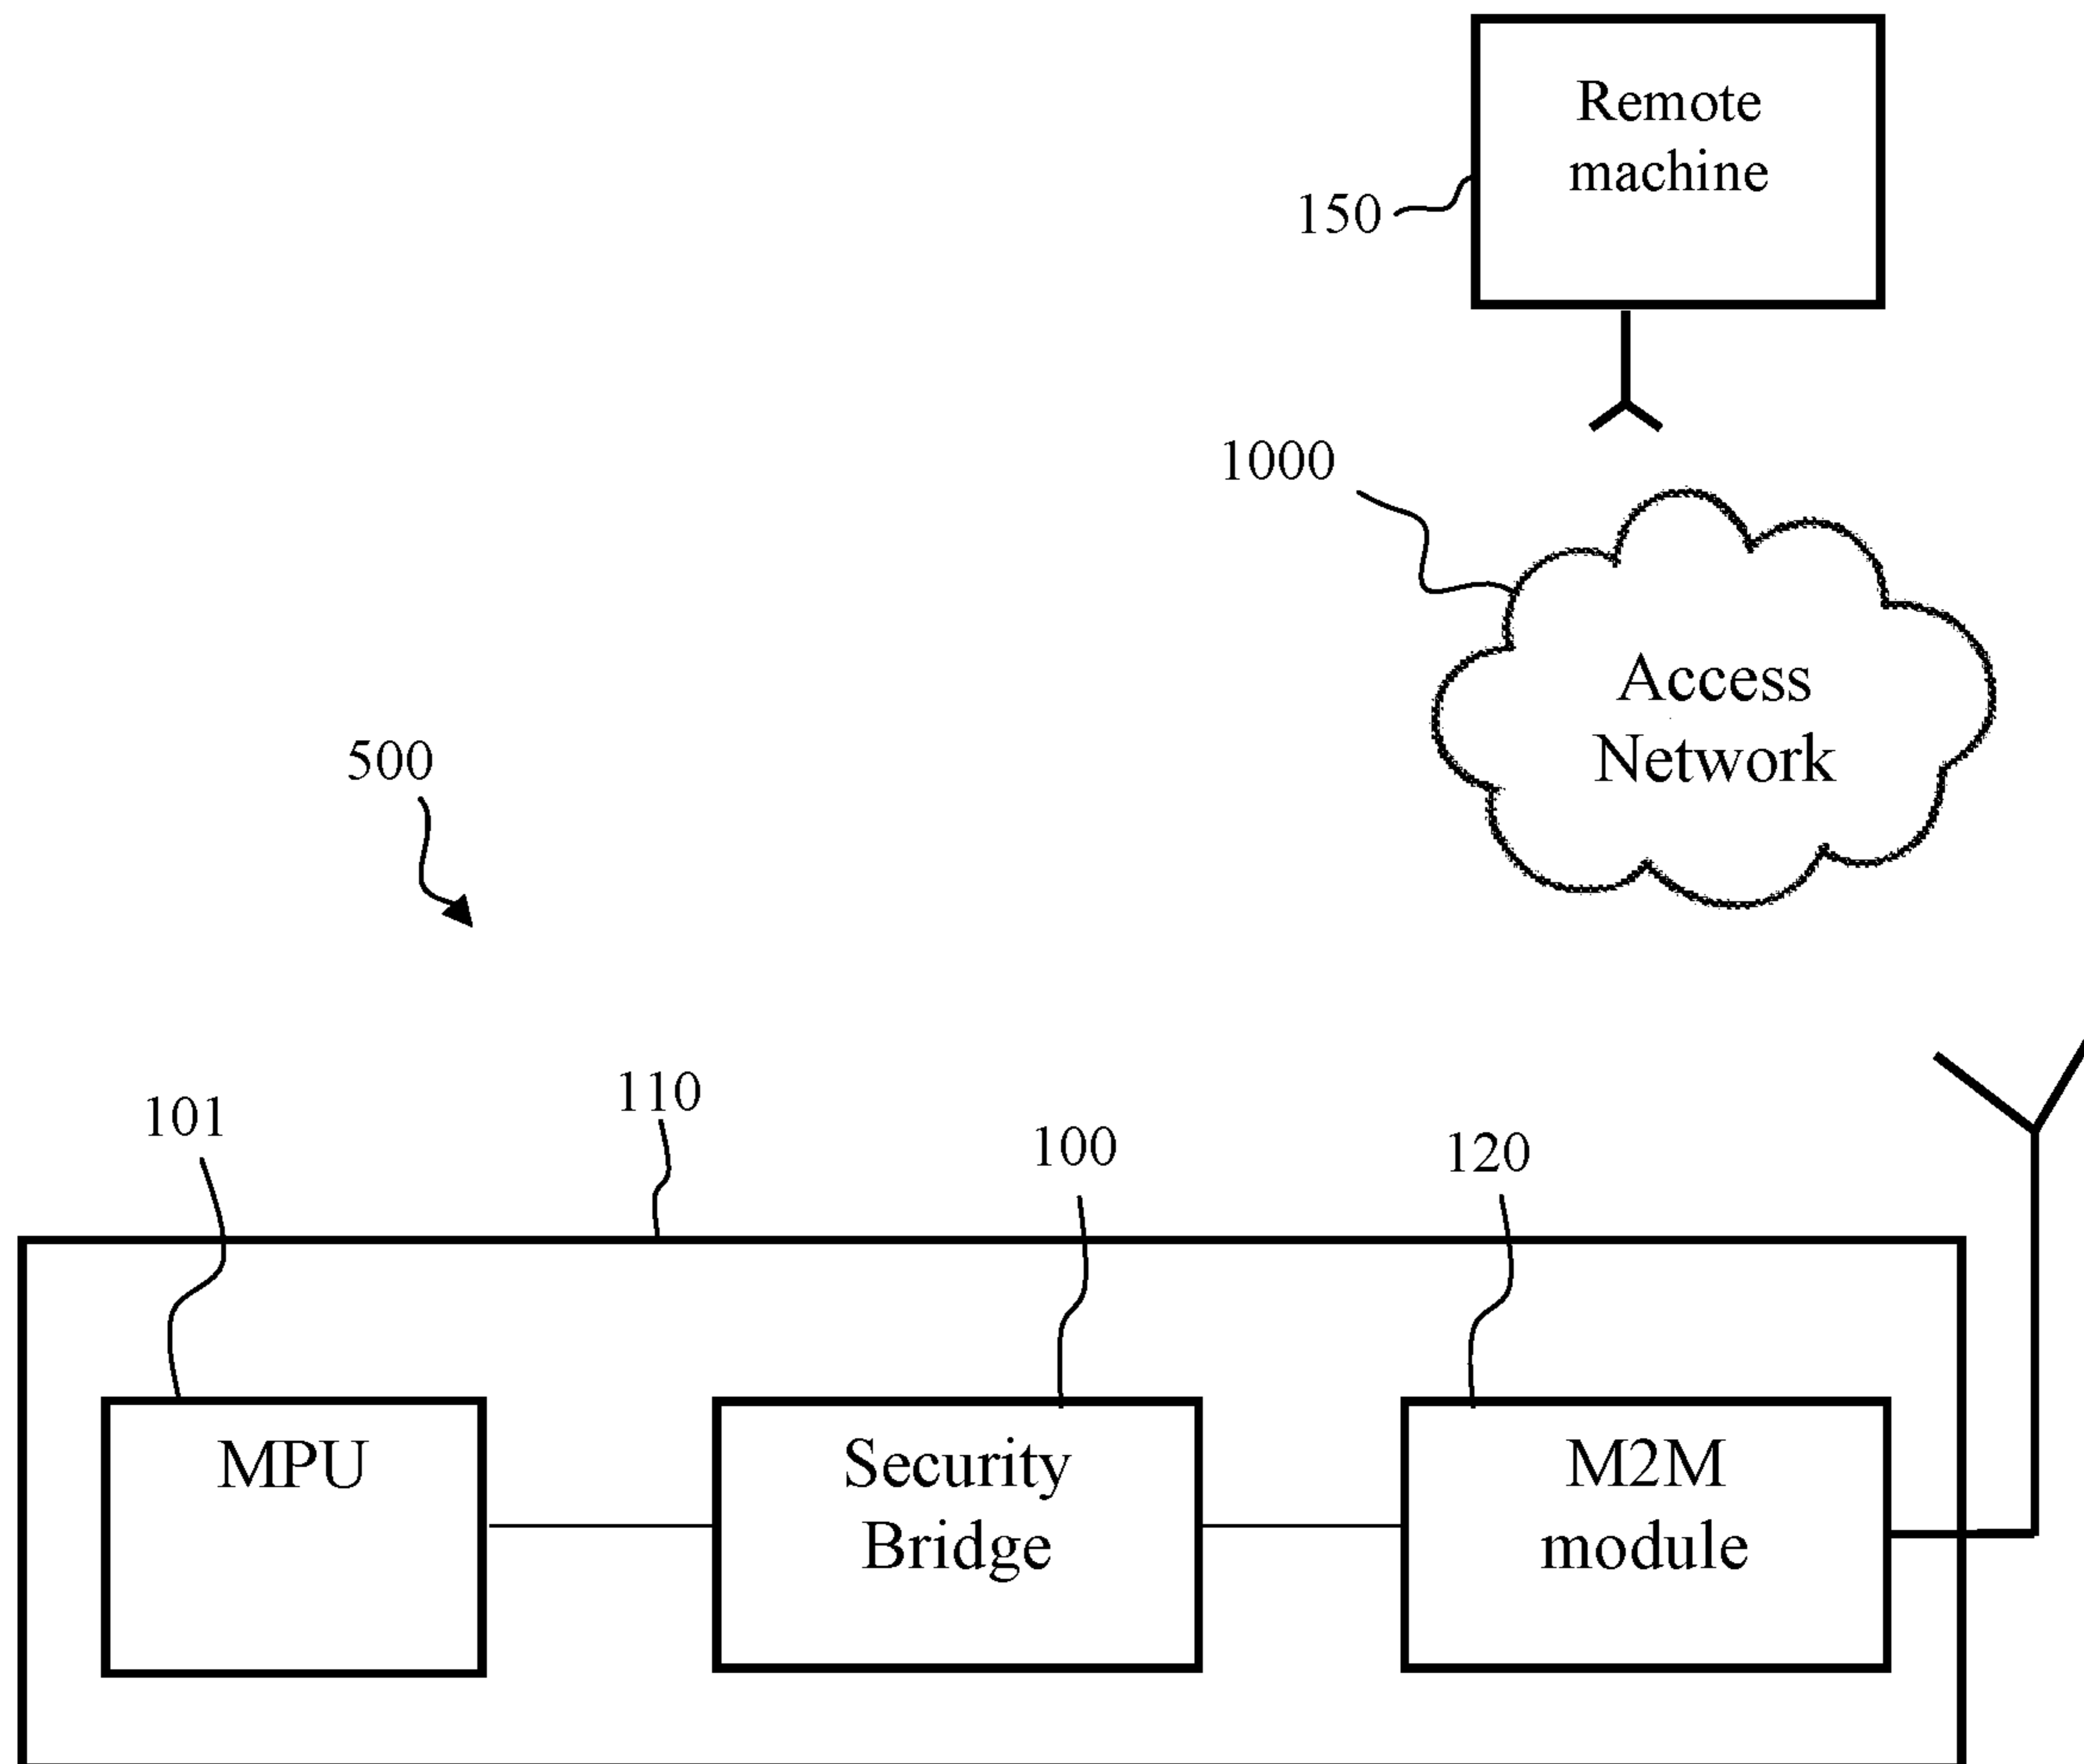 Remote
machine
150
1000
Access
Network
500
101
110
100
120
MPU
Security
Bridge
M2M
module